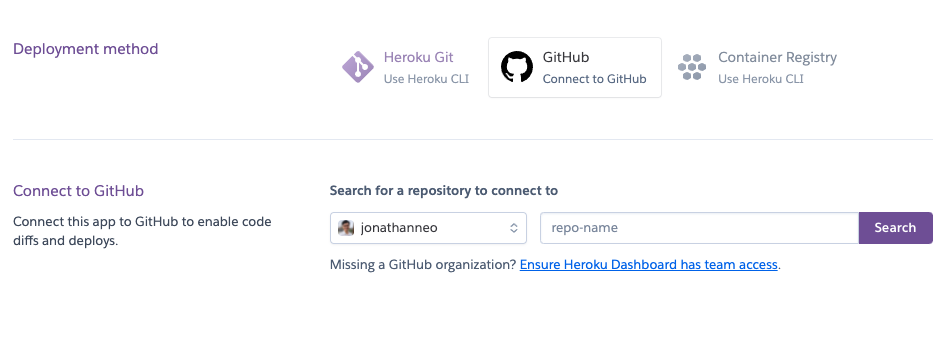 Deployment method
Heroku Git
Use Heroku CLI
GitHub
Connect to GitHub
Container Registry
Use Heroku CLI
Connect to GitHub
Connect this app to GitHub to enable code
diffs and deploys.
Search for a repository to connect to
jonathanneo
repo-name
Search
Missing a GitHub organization? Ensure Heroku Dashboard has team access.